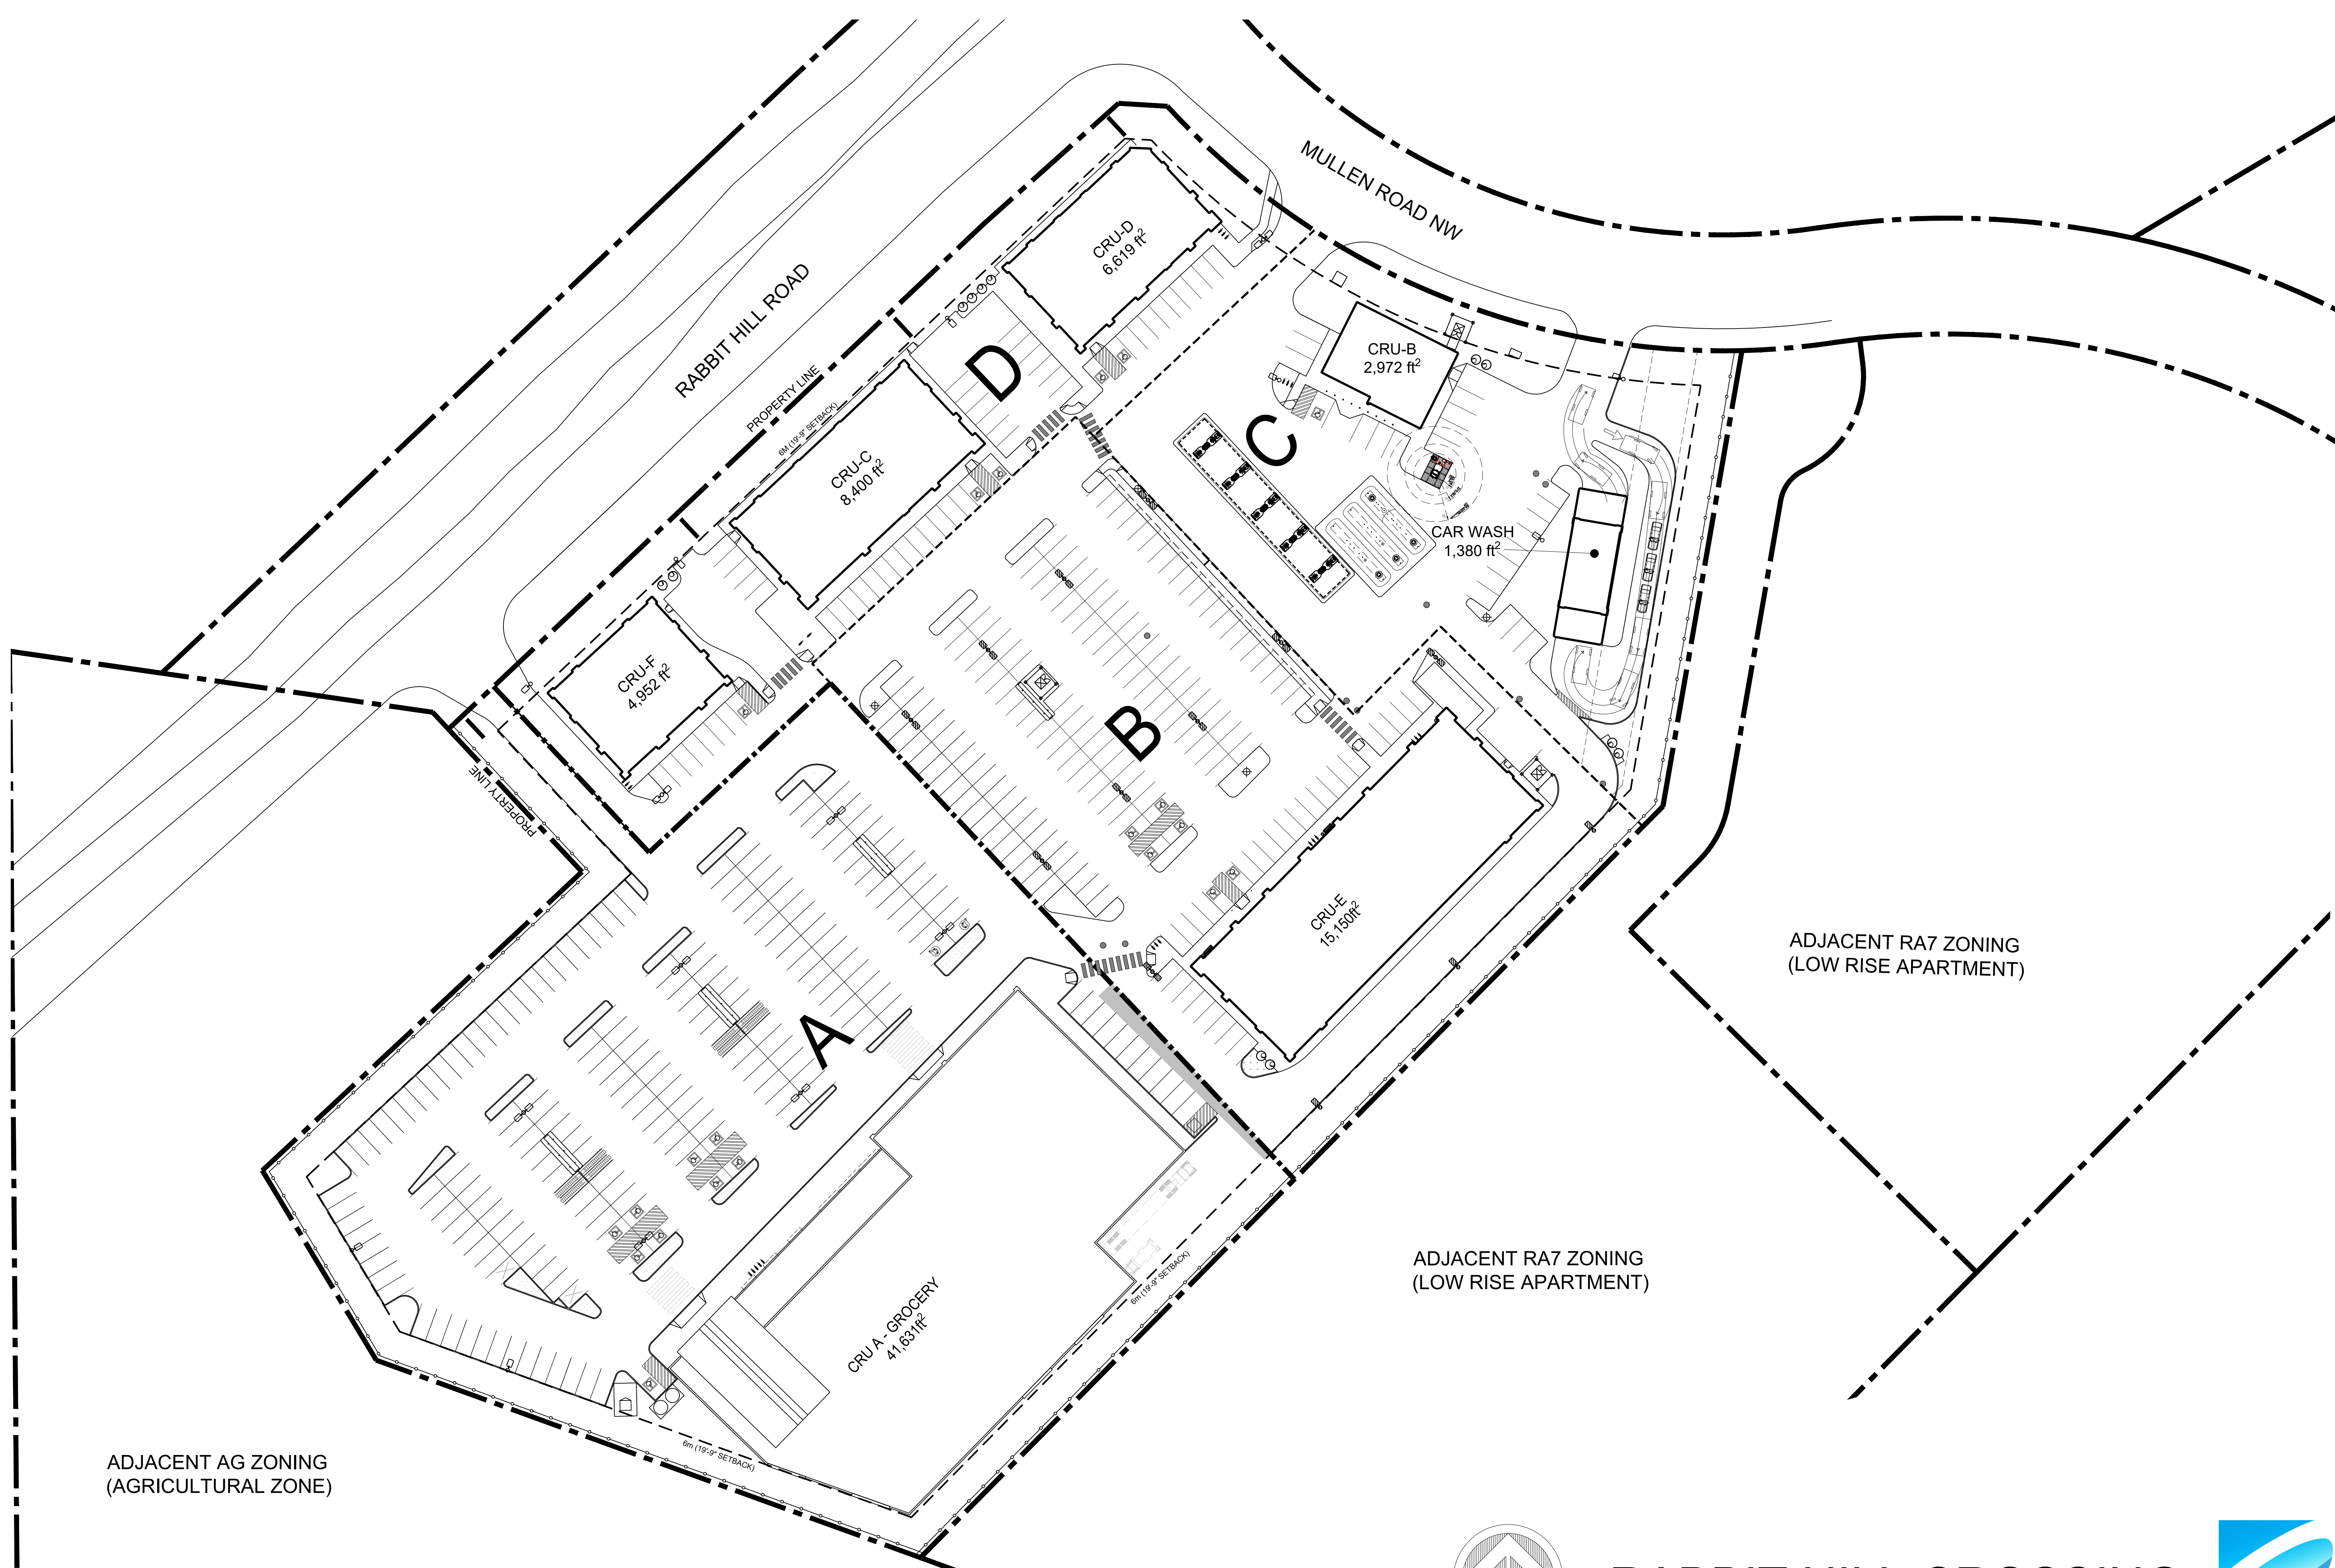 MULLEN ROAD NW
RABBIT HILL ROAD
PROPERTY LINE
6M (19'-9" SETBACK)
CRU-D
6,619 ft²
D
CRU-C
8,400 ft²
CRU-B
2,972 ft²
C
CAR WASH
1,380 ft²
CRU-F
4,952 ft²
PROPERTY LINE
B
CRU-E
15,150ft²
A
CRU A - GROCERY
41,631ft²
6m (19'-9" SETBACK)
6m (19'-9" SETBACK)
ADJACENT RA7 ZONING
(LOW RISE APARTMENT)
ADJACENT RA7 ZONING
(LOW RISE APARTMENT)
ADJACENT AG ZONING
(AGRICULTURAL ZONE)
RABBIT HILL CROSSING